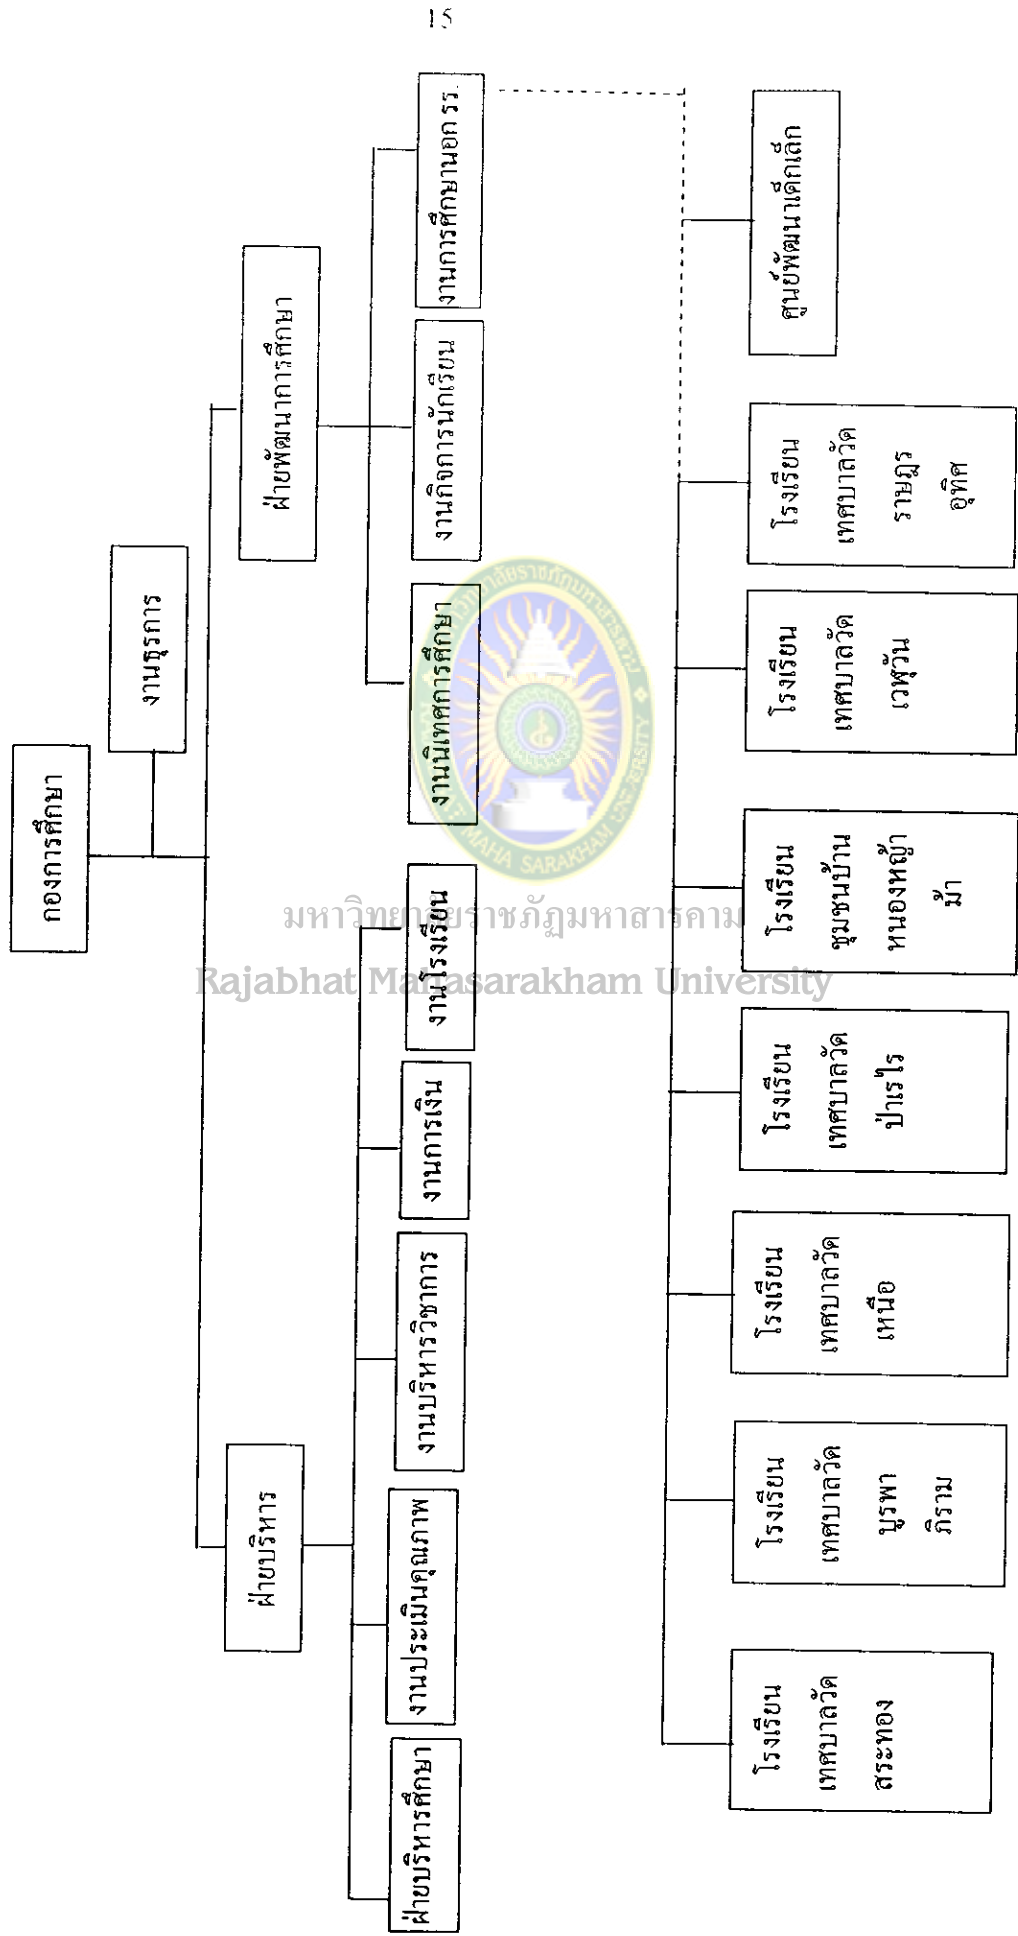 15
กองการศึกษา
งานธุรการ
ฝ่ายบริหาร
ฝ่ายพัฒนาการศึกษา
ฝ่ายบริหารศึกษา
งานประเมินคุณภาพ
งานบริหารวิชาการ
งานการเงิน
งานโรงเรียน
งานนิเทศการศึกษา
งานกิจการนักเรียน
งานการศึกษานอก รร.
โรงเรียน
เทศบาลวัด
สระทอง
โรงเรียน
เทศบาลวัด
บูรพา
ภิราม
โรงเรียน
เทศบาลวัด
เหนือ
โรงเรียน
เทศบาลวัด
ป่าเรไร
โรงเรียน
ชุมชนบ้าน
หนองหญ้า
ม้า
โรงเรียน
เทศบาลวัด
เวฬุวัน
โรงเรียน
เทศบาลวัด
ราษฎร
อุทิศ
ศูนย์พัฒนาเด็กเล็ก
มหาวิทยาลัยราชภัฏมหาสารคาม
Rajabhat Mahasarakham University